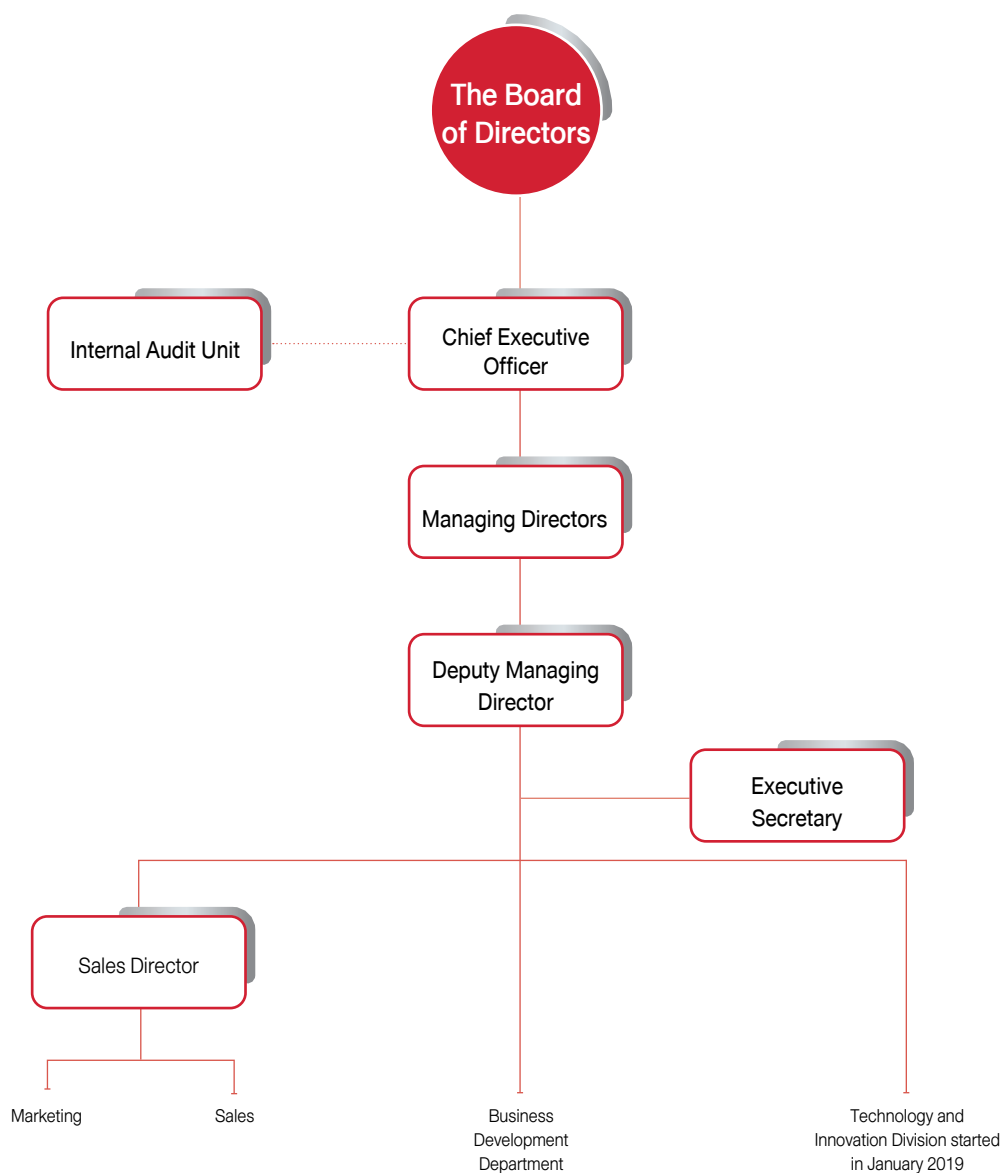 The Board
of Directors
Internal Audit Unit
Chief Executive
Officer
Managing Directors
Deputy Managing
Director
Executive
Secretary
Sales Director
Marketing
Sales
Business
Development
Department
Technology and
Innovation Division started
in January 2019